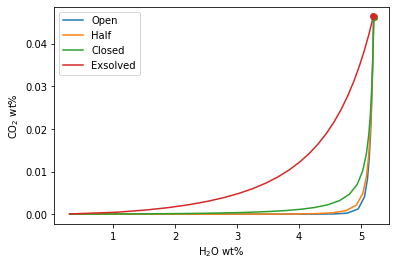 Open
Half
Closed
Exsolved
0.04
0.03
0.02
0.01
0.00
CO₂ wt%
1 2 3 4 5
H₂O wt%